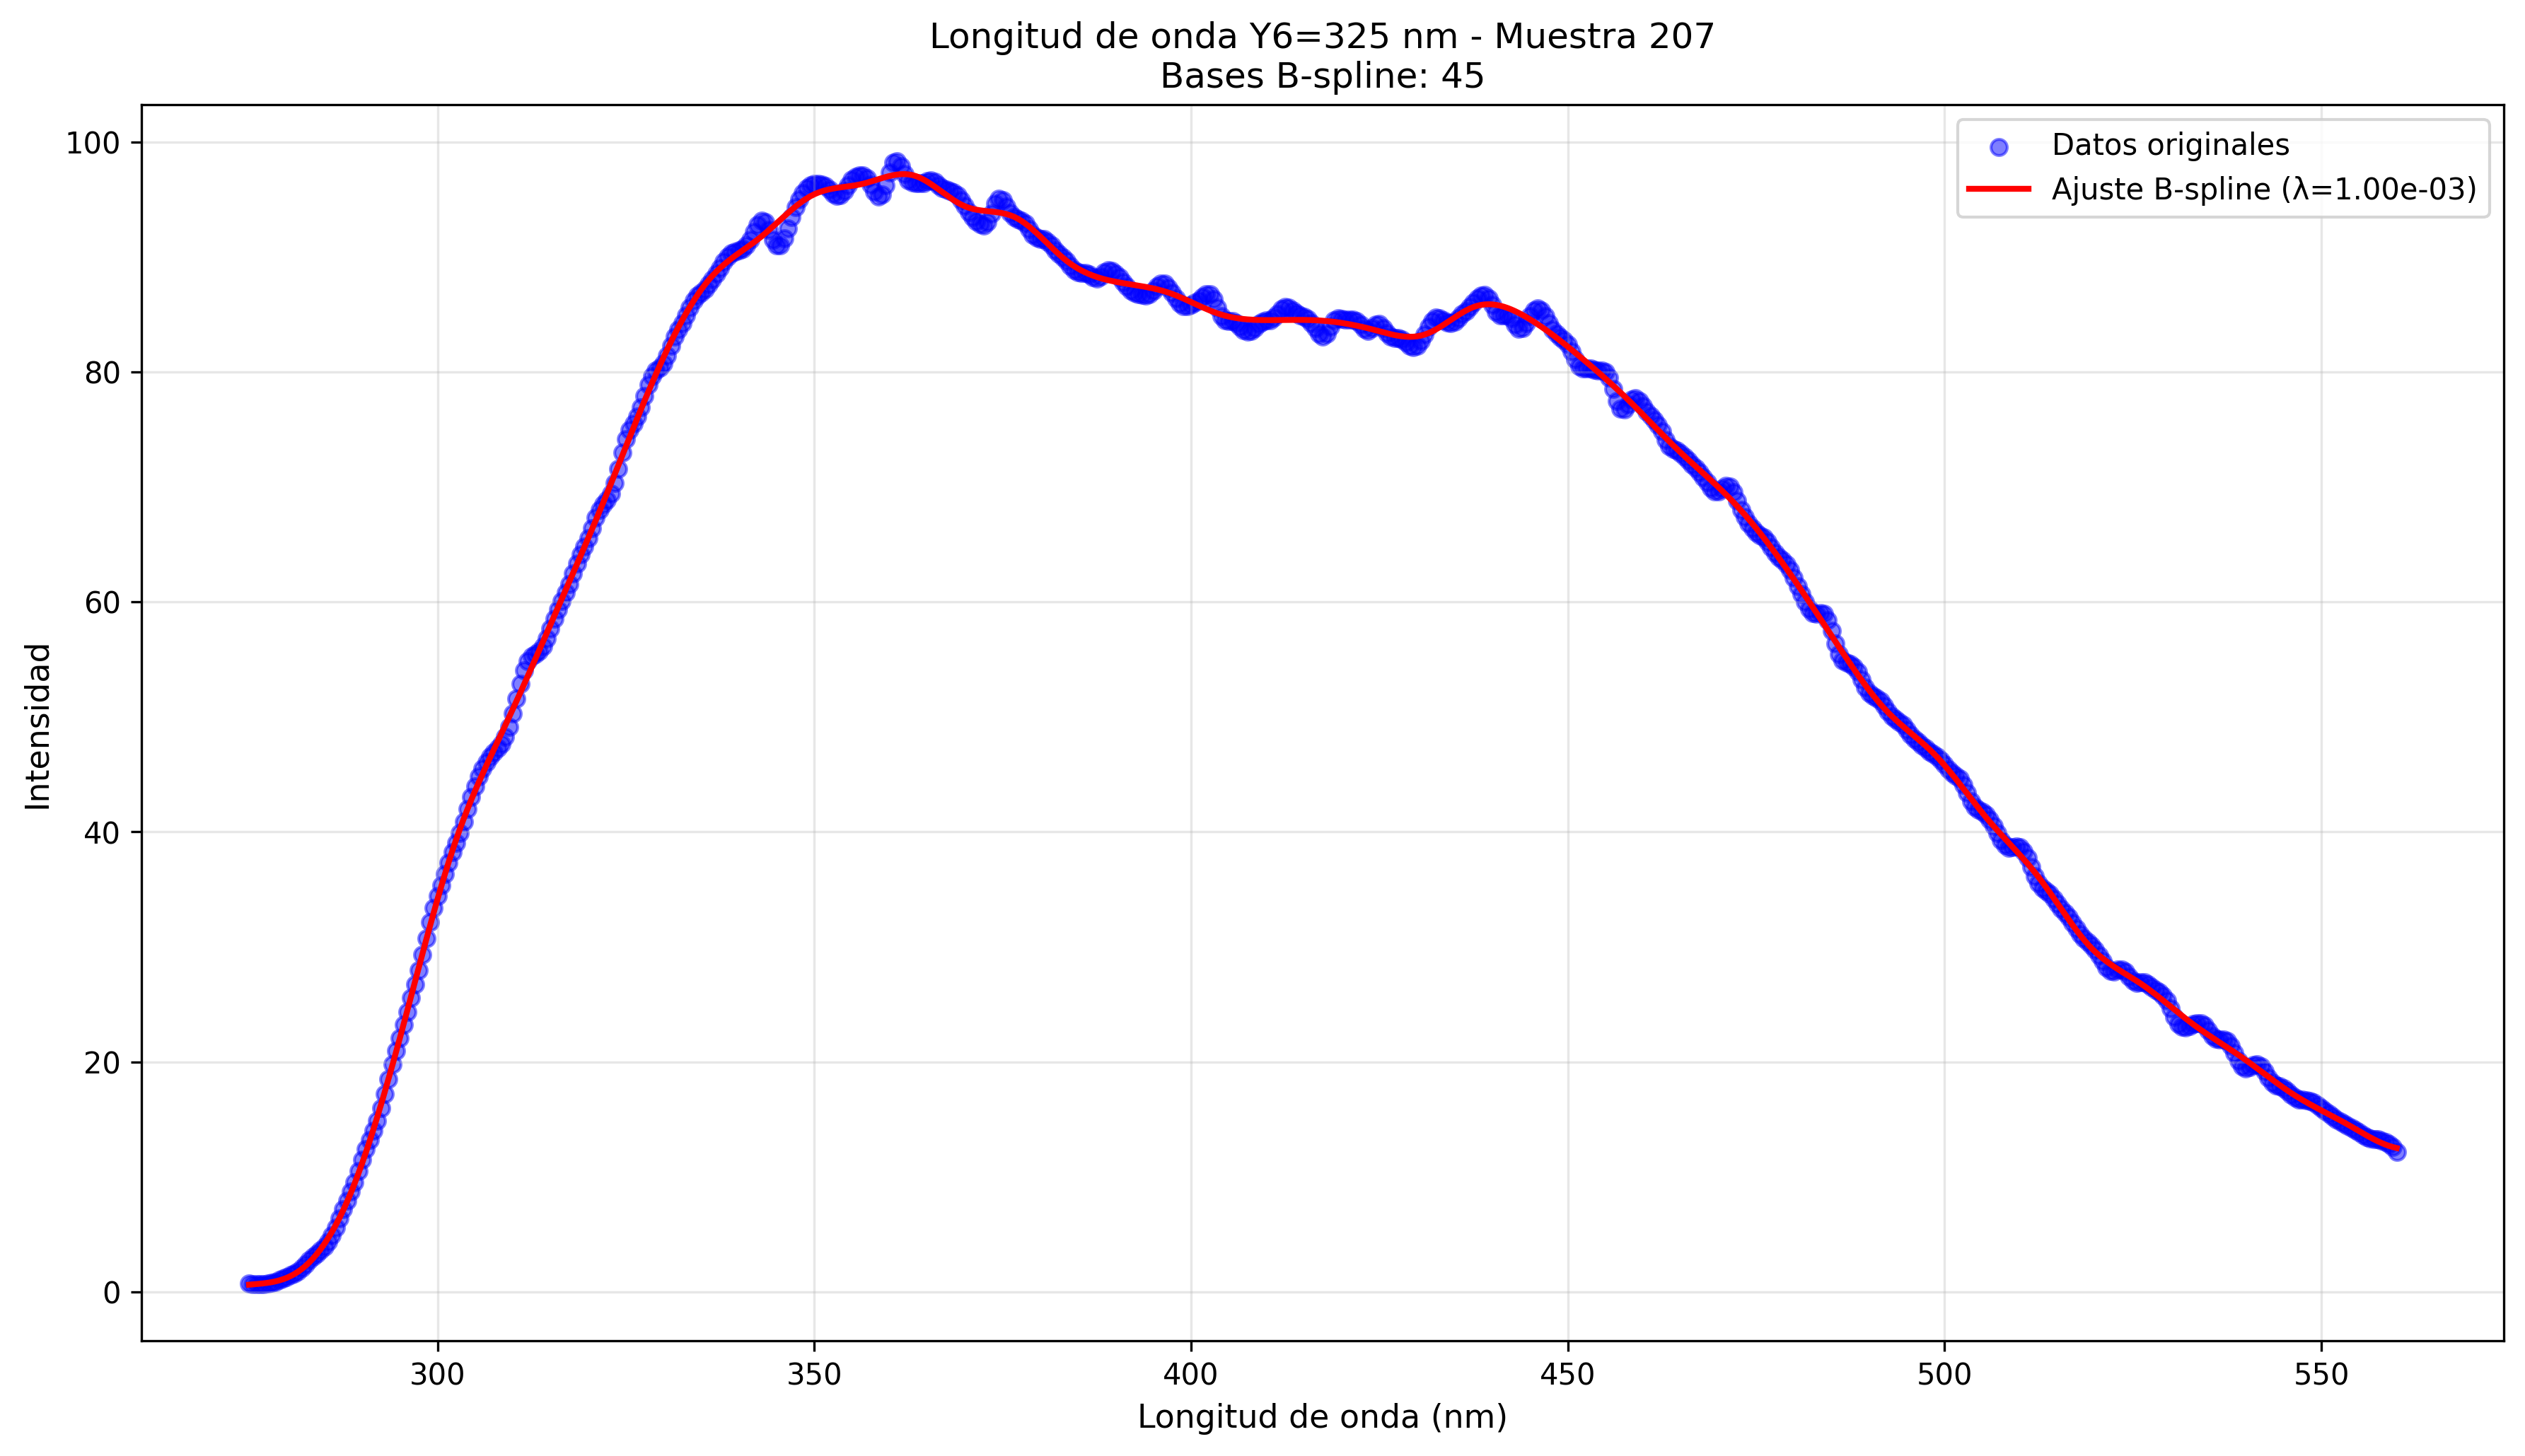 Longitud de onda Y6=325 nm - Muestra 207
Bases B-spline: 45
Datos originales
Ajuste B-spline (λ=1.00e-03)
Intensidad
100
80
60
40
20
0
300 350 400 450 500 550
Longitud de onda (nm)